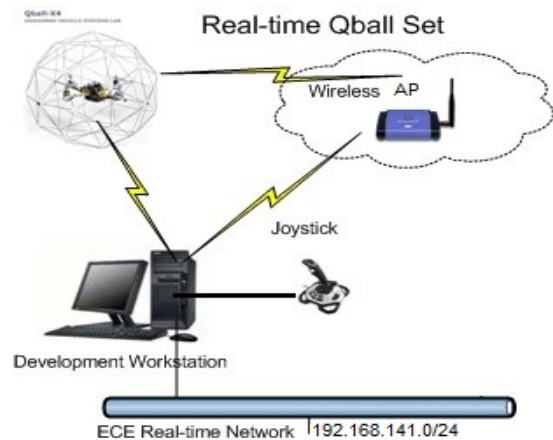 Qball-X4
Real-time Qball Set
Wireless AP
Joystick
Development Workstation
ECE Real-time Network 192.168.141.0/24